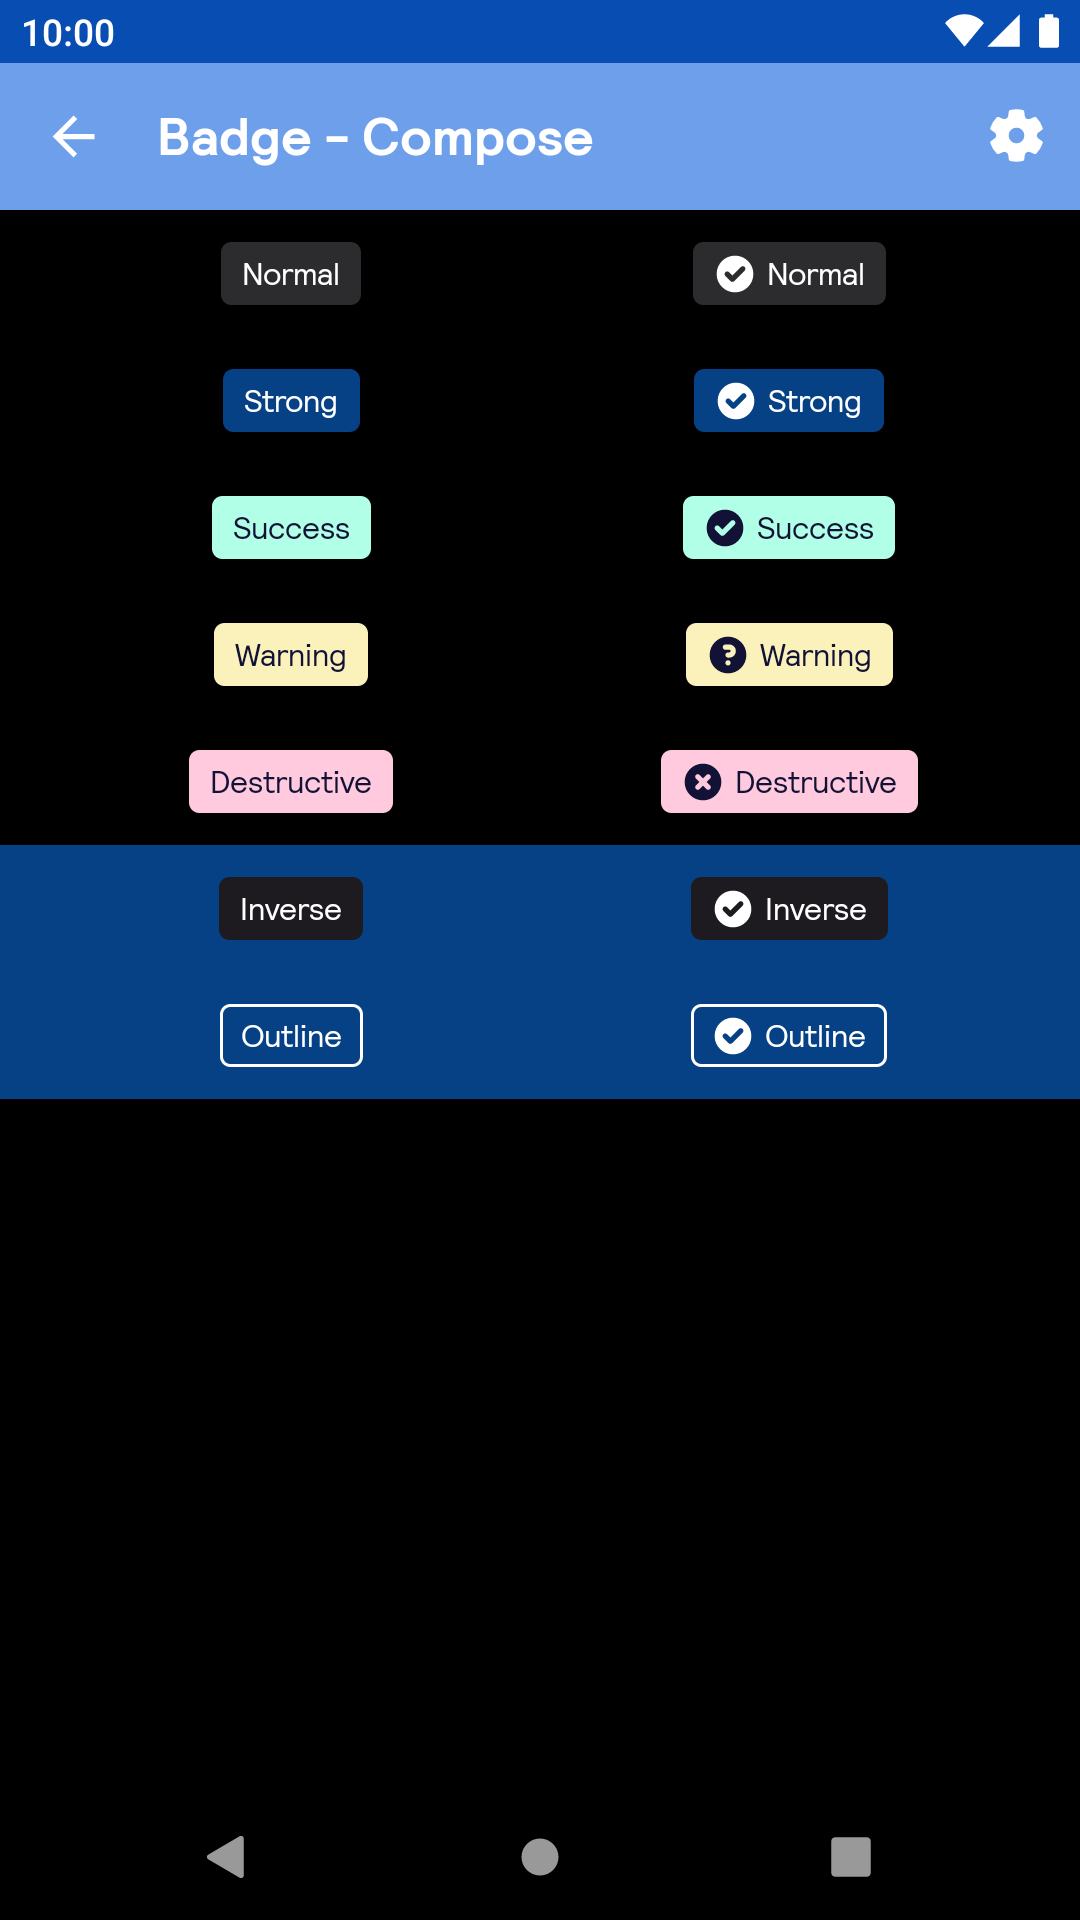 10:00
Badge - Compose
Normal Normal
Strong Strong
Success Success
Warning Warning
Destructive Destructive
Inverse Inverse
Outline Outline